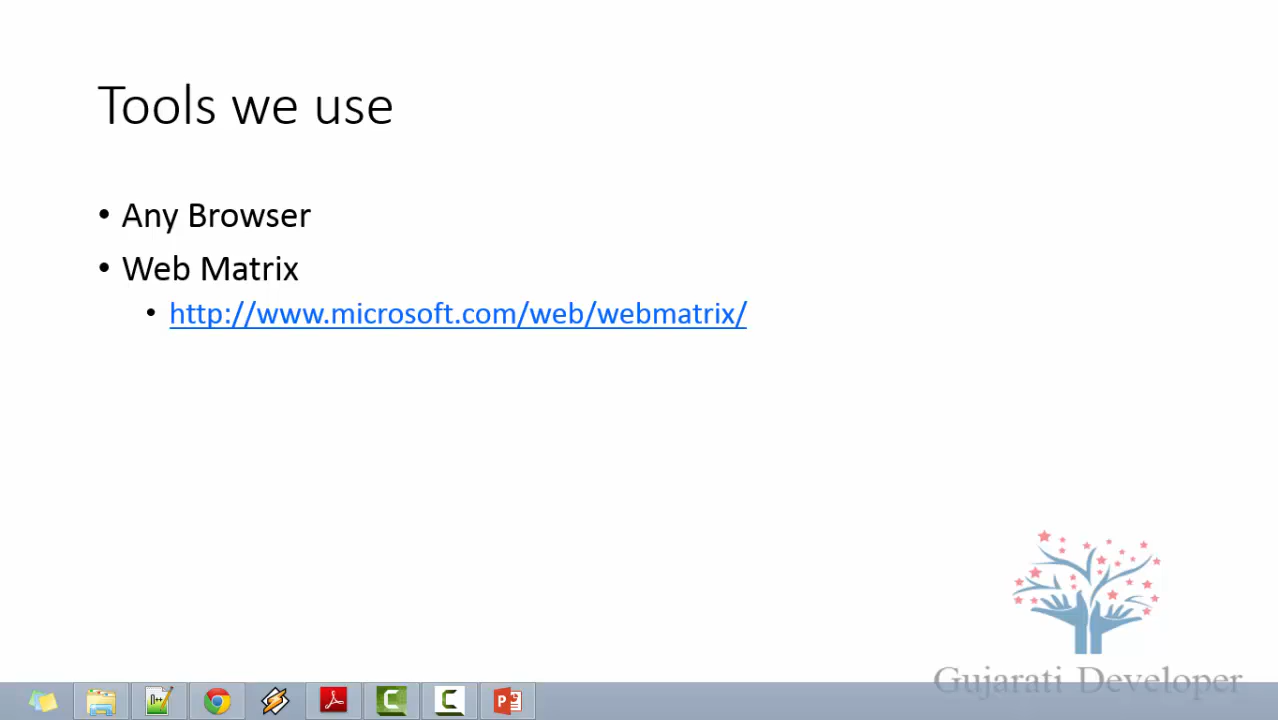 Tools we use
• Any Browser
• Web Matrix
• http://www.microsoft.com/web/webmatrix/
Gujarati Developer